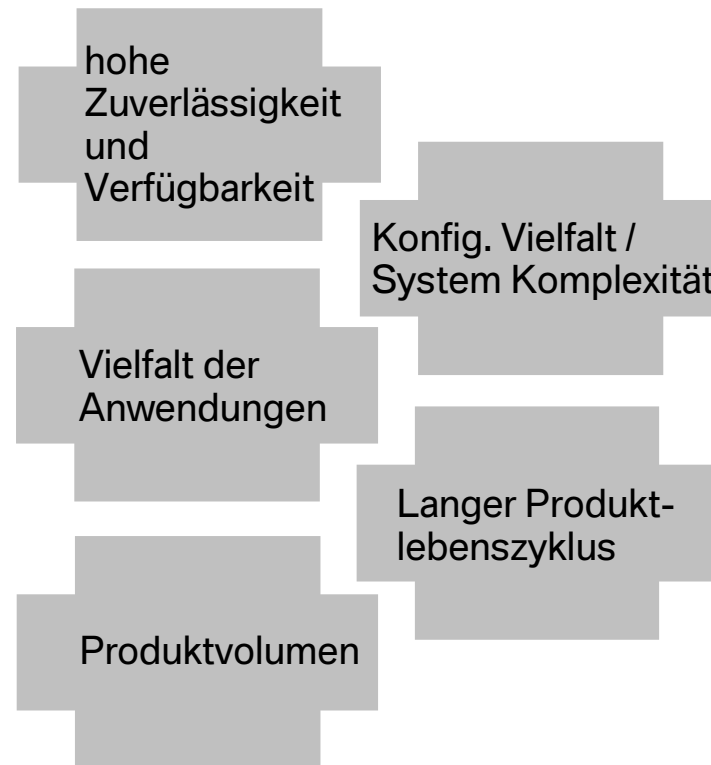 hohe
Zuverlässigkeit
und
Verfügbarkeit
Konfig. Vielfalt /
System Komplexität
Vielfalt der
Anwendungen
Langer Produkt-
lebenszyklus
Produktvolumen